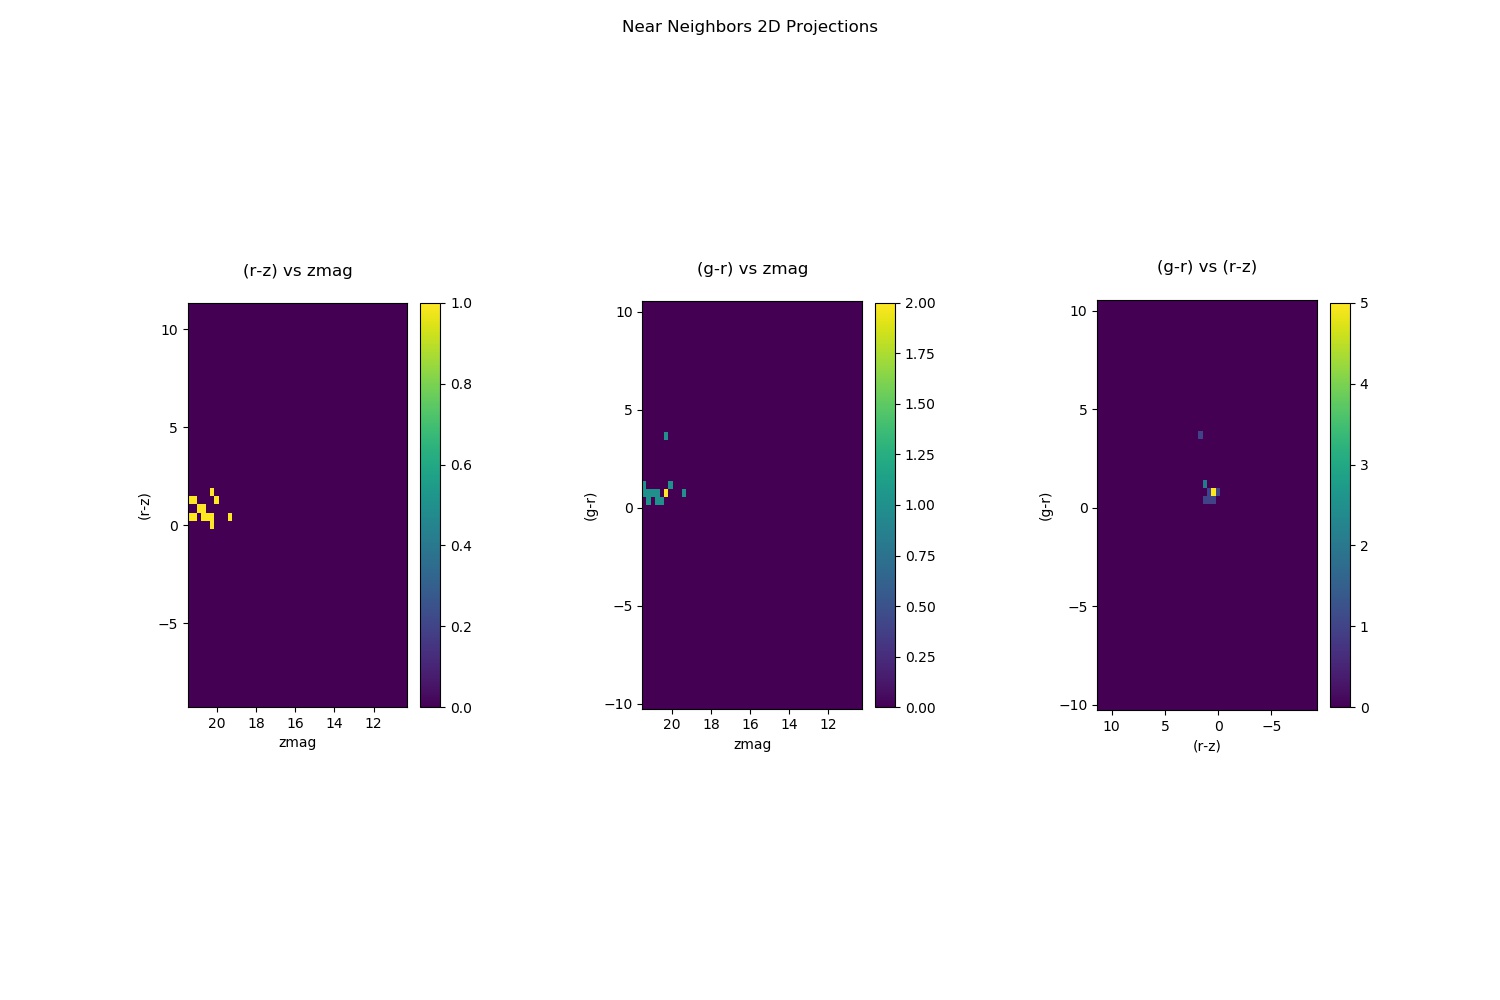 Near Neighbors 2D Projections
(r-z) vs zmag
10
5
0
−5
(r-z)
20 18 16 14 12
zmag
1.0
0.8
0.6
0.4
0.2
0.0
(g-r) vs zmag
10
5
0
−5
−10
(g-r)
20 18 16 14 12
zmag
2.00
1.75
1.50
1.25
1.00
0.75
0.50
0.25
0.00
(g-r) vs (r-z)
10
5
0
−5
−10
(g-r)
10 5 0 −5
(r-z)
5
4
3
2
1
0